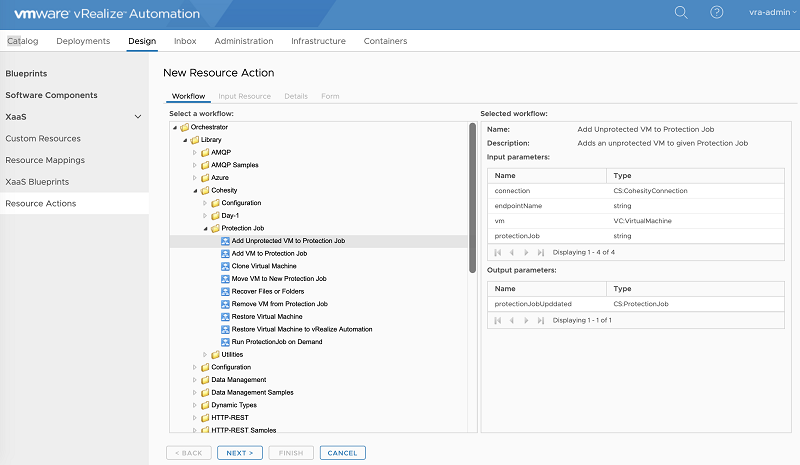 vmware vRealize Automation
vra-admin
Catalog Deployments Design Inbox Administration Infrastructure Containers
Blueprints
Software Components
XaaS
Custom Resources
Resource Mappings
XaaS Blueprints
Resource Actions
New Resource Action
Workflow Input Resource Details Form
Select a workflow:
Orchestrator
Library
AMQP
AMQP Samples
Azure
Cohesity
Configuration
Day-1
Protection Job
Add Unprotected VM to Protection Job
Add VM to Protection Job
Clone Virtual Machine
Move VM to New Protection Job
Recover Files or Folders
Remove VM from Protection Job
Restore Virtual Machine
Restore Virtual Machine to vRealize Automation
Run ProtectionJob on Demand
Utilities
Configuration
Data Management
Data Management Samples
Dynamic Types
HTTP-REST
HTTP-REST Samples
Selected workflow:
Name: Add Unprotected VM to Protection Job
Description: Adds an unprotected VM to given Protection Job
Input parameters:
Name Type
connection CS:CohesityConnection
endpointName string
vm VC:VirtualMachine
protectionJob string
Displaying 1 - 4 of 4
Output parameters:
Name Type
protectionJobUpddated CS:ProtectionJob
Displaying 1 - 1 of 1
< BACK NEXT > FINISH CANCEL